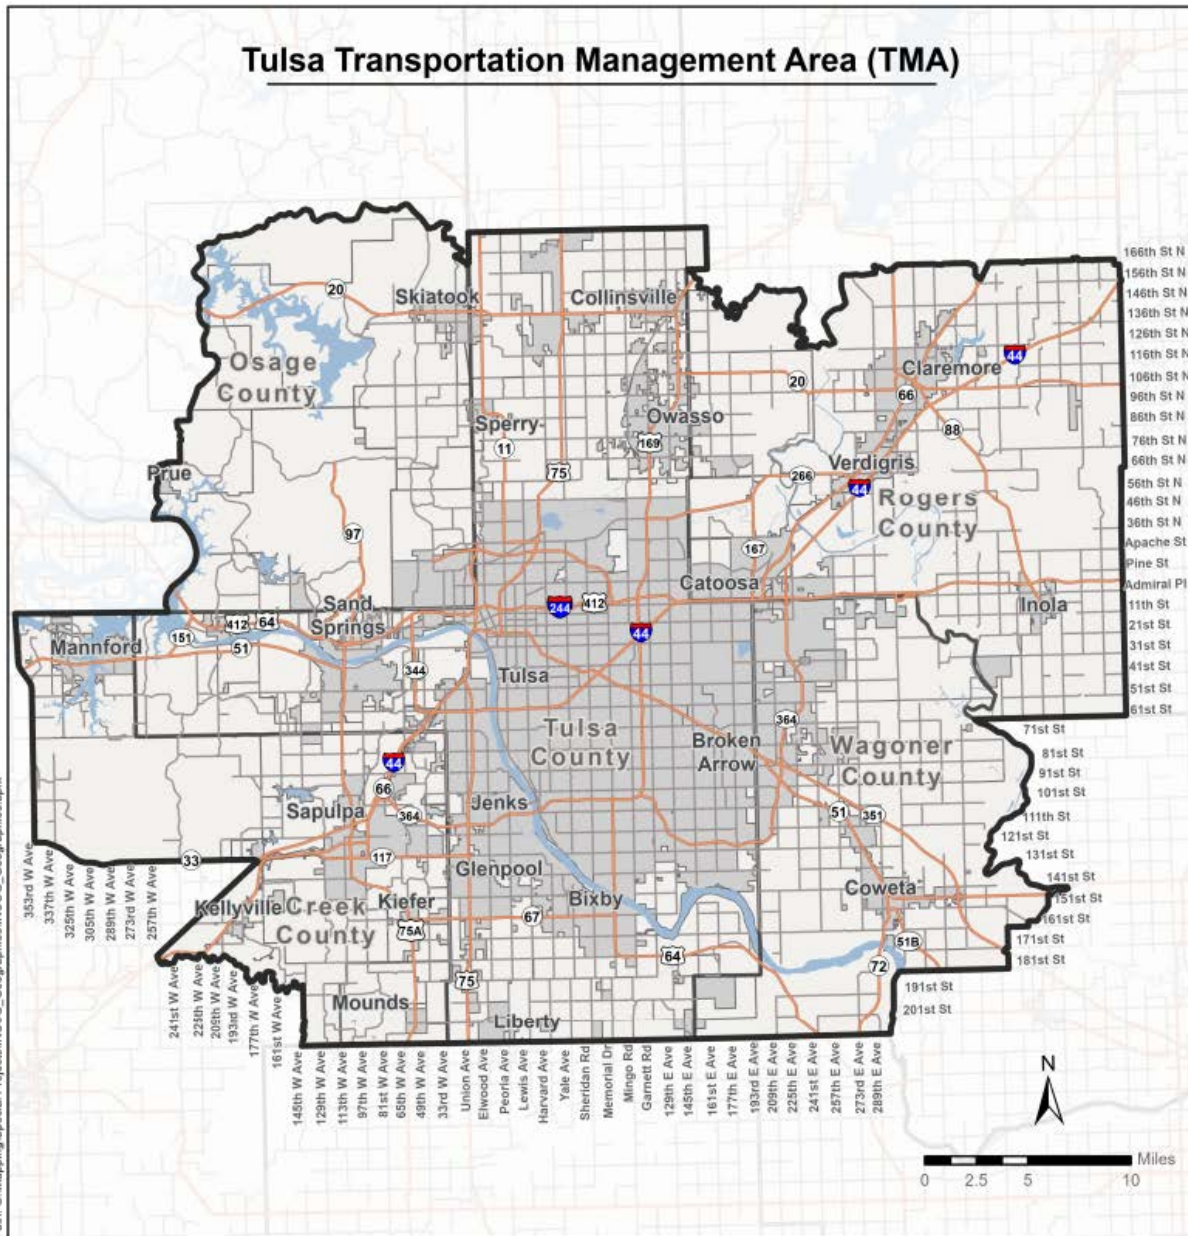 Tulsa Transportation Management Area (TMA)
166th St N
156th St N
146th St N
136th St N
126th St N
116th St N
106th St N
96th St N
86th St N
76th St N
66th St N
56th St N
46th St N
36th St N
Apache St
Pine St
Admiral Pl
11th St
21st St
31st St
41st St
51st St
61st St
71st St
81st St
91st St
101st St
111th St
121st St
131st St
141st St
151st St
161st St
171st St
181st St
191st St
201st St
20
Skiatook
Collinsville
Osage
County
44
Claremore
20
66
Owasso
Sperry
169
88
11
75
Verdigris
266
44
Prue
Rogers
County
97
167
Catoosa
Sand
Springs
244
412
Inola
412
64
151
51
Mannford
44
344
Tulsa
Tulsa
County
364
Broken
Arrow
Wagoner
County
44
66
Jenks
Sapulpa
364
51
351
117
33
Glenpool
Kiefer
Bixby
Coweta
Kellyville
Creek
County
67
75A
51B
64
72
75
Mounds
Liberty
353rd W Ave
337th W Ave
325th W Ave
305th W Ave
289th W Ave
273rd W Ave
257th W Ave
241st W Ave
225th W Ave
209th W Ave
193rd W Ave
177th W Ave
161st W Ave
145th W Ave
129th W Ave
113th W Ave
97th W Ave
81st W Ave
65th W Ave
49th W Ave
33rd W Ave
Union Ave
Elwood Ave
Peoria Ave
Lewis Ave
Harvard Ave
Yale Ave
Sheridan Rd
Memorial Dr
Mingo Rd
Garnett Rd
129th E Ave
145th E Ave
161st E Ave
177th E Ave
193rd E Ave
209th E Ave
225th E Ave
241st E Ave
257th E Ave
273rd E Ave
289th E Ave
N
Miles
0 2.5 5 10